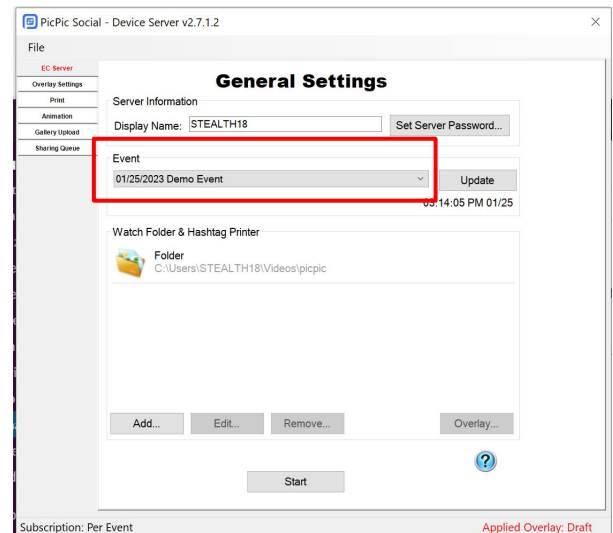 PicPic Social - Device Server v2.7.1.2
File
EC Server
Overlay Settings
Print
Animation
Gallery Upload
Sharing Queue
General Settings
Server Information
Display Name: STEALTH18 Set Server Password...
Event
01/25/2023 Demo Event Update
03:14:05 PM 01/25
Watch Folder & Hashtag Printer
Folder
C:\Users\STEALTH18\Videos\picpic
Add... Edit... Remove... Overlay...
?
Start
Subscription: Per Event Applied Overlay: Draft